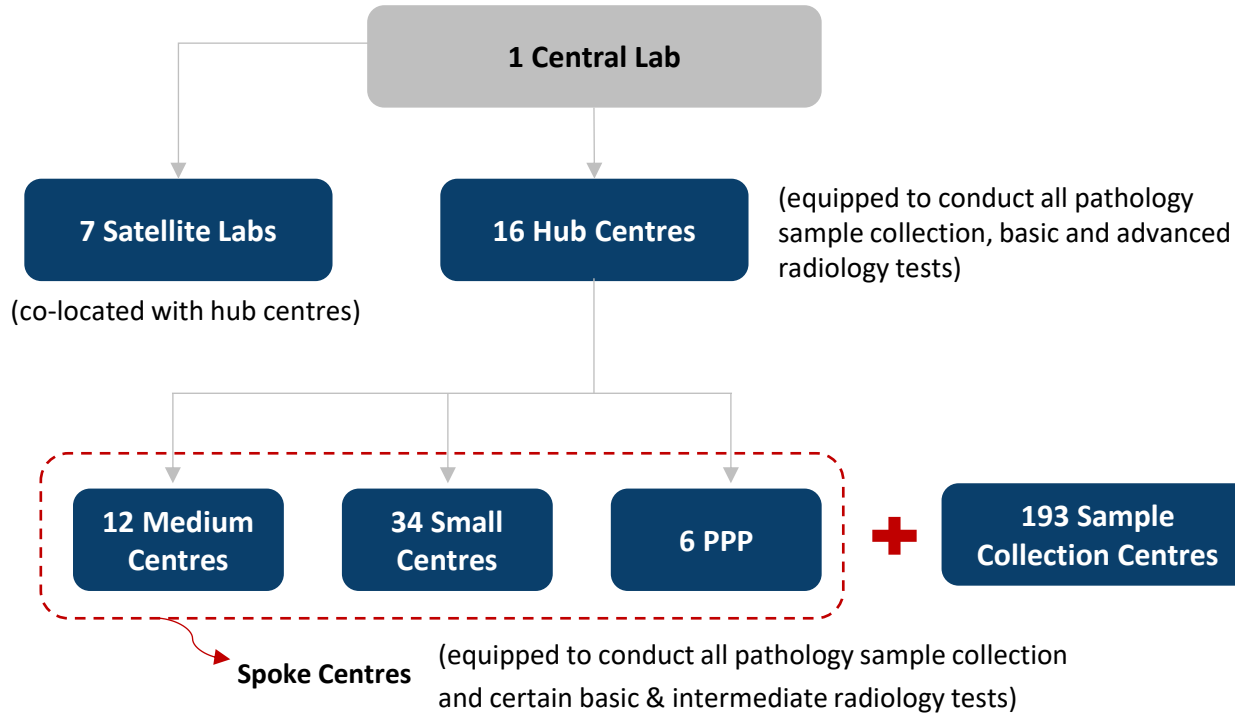 1 Central Lab
7 Satellite Labs
16 Hub Centres
(equipped to conduct all pathology
sample collection, basic and advanced
radiology tests)
(co-located with hub centres)
12 Medium
Centres
34 Small
Centres
6 PPP
193 Sample
Collection Centres
Spoke Centres
(equipped to conduct all pathology sample collection
and certain basic & intermediate radiology tests)